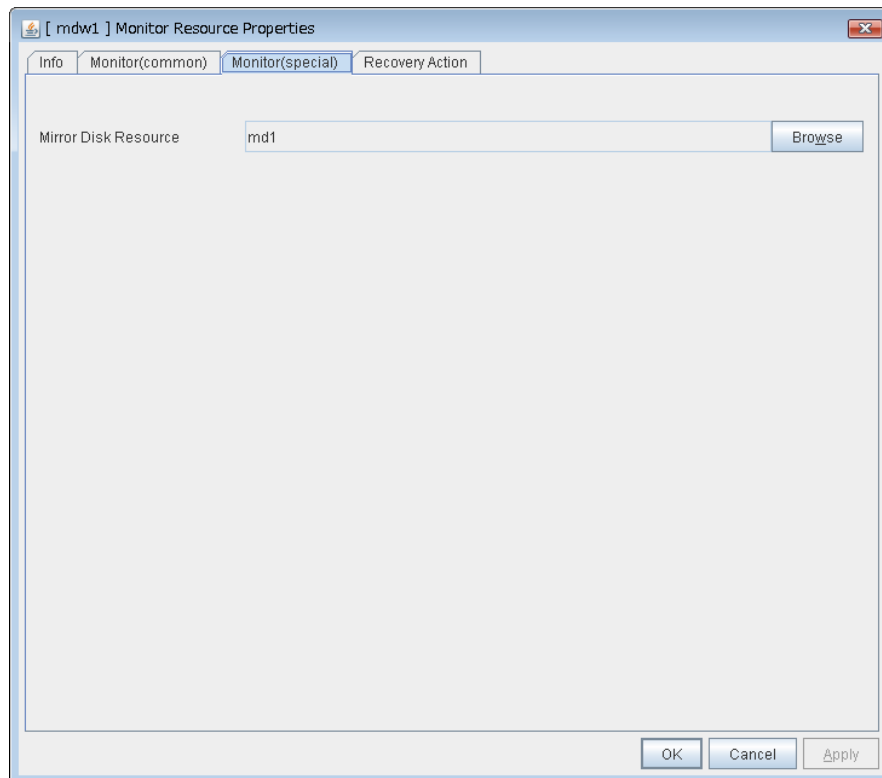 [ mdw1 ] Monitor Resource Properties
Info Monitor(common) Monitor(special) Recovery Action
Mirror Disk Resource md1 Browse
OK Cancel Apply